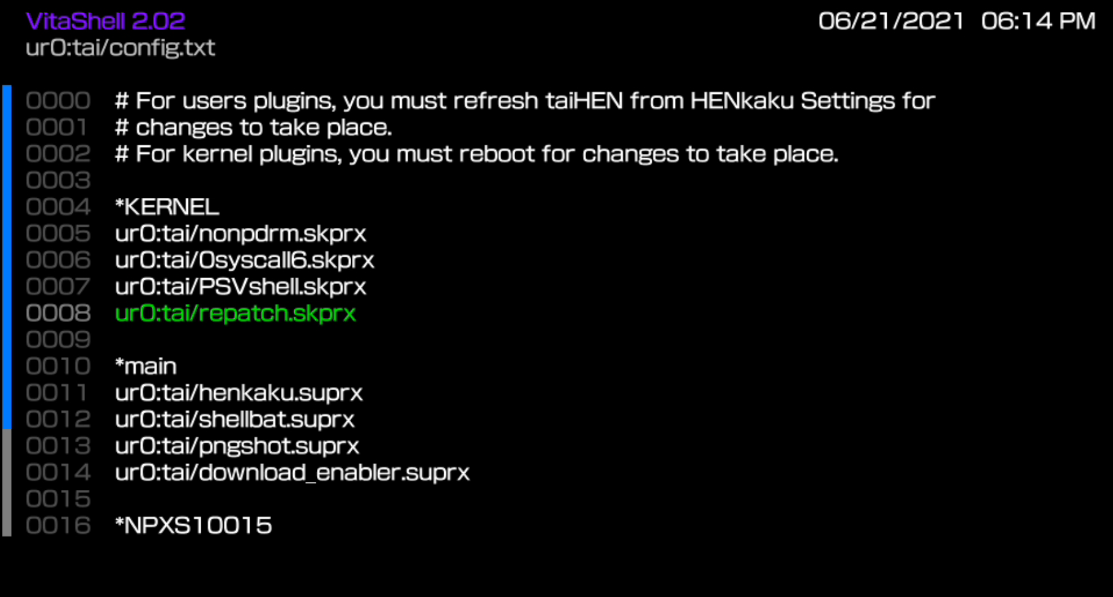 VitaShell 2.02
06/21/2021 06:14 PM
ur0:tai/config.txt
0000 # For users plugins, you must refresh taiHEN from HENkaku Settings for
0001 # changes to take place.
0002 # For kernel plugins, you must reboot for changes to take place.
0003
0004 *KERNEL
0005 ur0:tai/nonpdrm.skprx
0006 ur0:tai/0syscall6.skprx
0007 ur0:tai/PSVshell.skprx
0008 ur0:tai/repatch.skprx
0009
0010 *main
0011 ur0:tai/henkaku.suprx
0012 ur0:tai/shellbat.suprx
0013 ur0:tai/pngshot.suprx
0014 ur0:tai/download_enabler.suprx
0015
0016 *NPXS10015